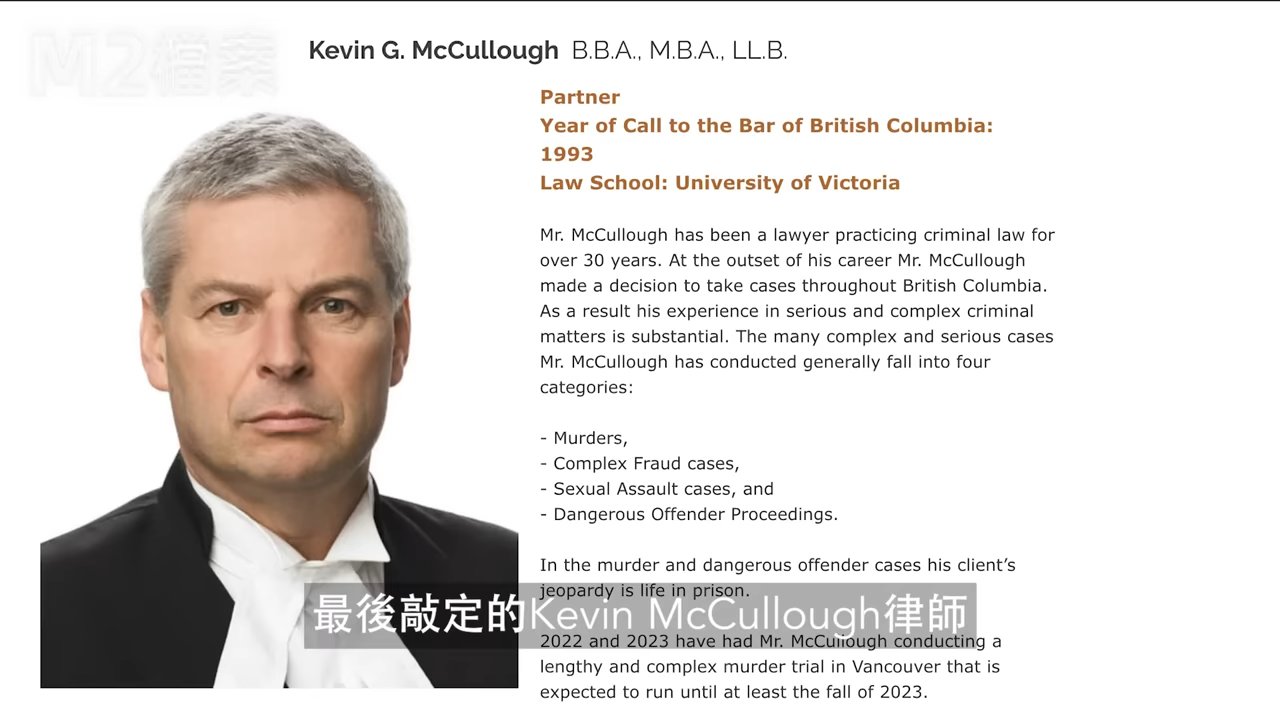 M2檔案
Kevin G. McCullough B.B.A., M.B.A., LL.B.
Partner
Year of Call to the Bar of British Columbia:
1993
Law School: University of Victoria
Mr. McCullough has been a lawyer practicing criminal law for
over 30 years. At the outset of his career Mr. McCullough
made a decision to take cases throughout British Columbia.
As a result his experience in serious and complex criminal
matters is substantial. The many complex and serious cases
Mr. McCullough has conducted generally fall into four
categories:
- Murders,
- Complex Fraud cases,
- Sexual Assault cases, and
- Dangerous Offender Proceedings.
In the murder and dangerous offender cases his client’s
jeopardy is life in prison.
最後敲定的Kevin McCullough律師
2022 and 2023 have had Mr. McCullough conducting a
lengthy and complex murder trial in Vancouver that is
expected to run until at least the fall of 2023.